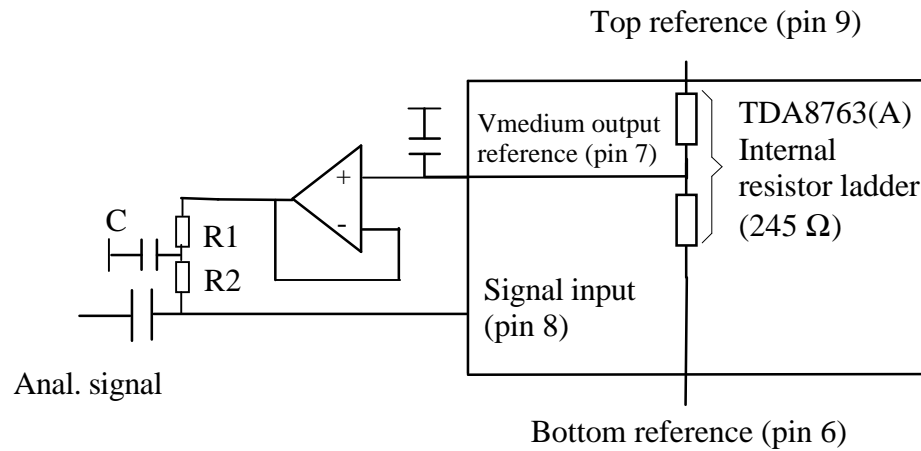 Top reference (pin 9)
Vmedium output
reference (pin 7)
TDA8763(A)
Internal
resistor ladder
(245 Ω)
+
-
C
R1
R2
Signal input
(pin 8)
Anal. signal
Bottom reference (pin 6)